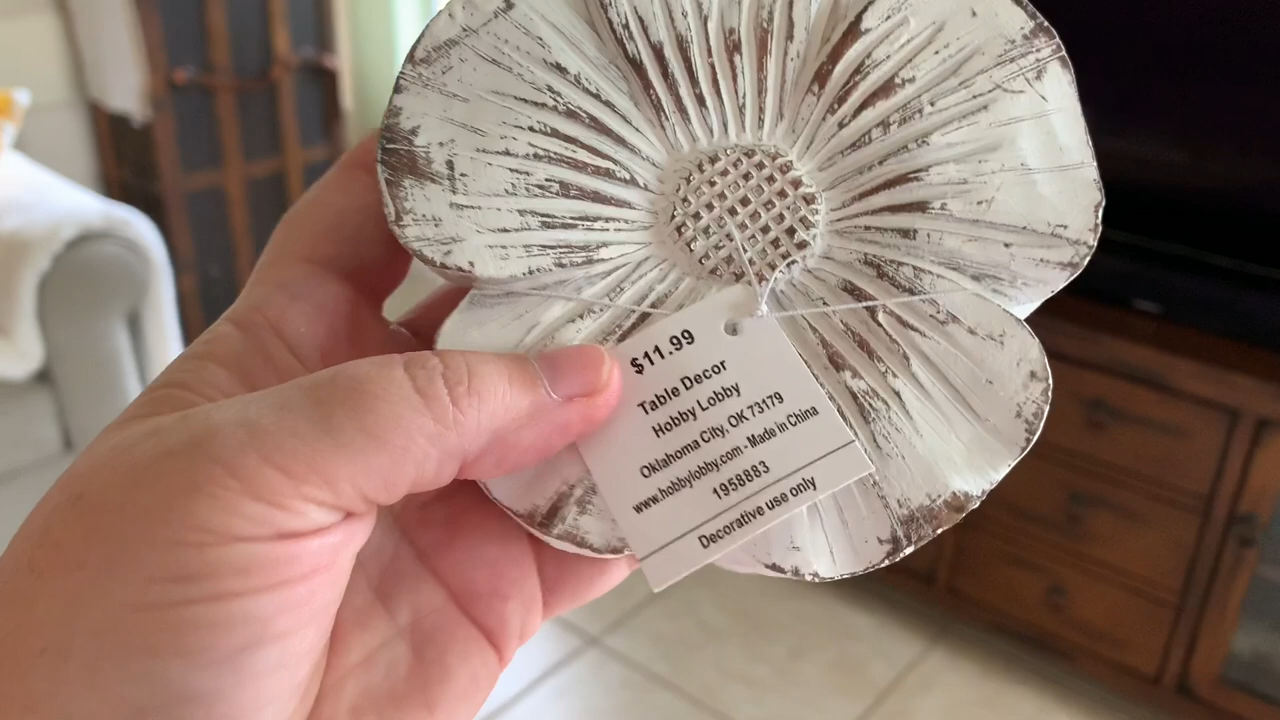 $11.99
Table Decor
Hobby Lobby
Oklahoma City, OK 73179
www.hobbylobby.com - Made in China
1958883
Decorative use only